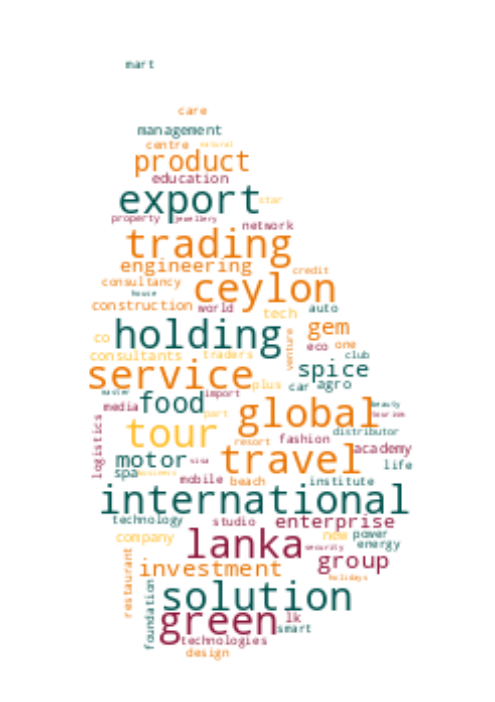 mart
care
management
centre natural
product
education
export star
property jewellery
network
trading
engineering
credit
consultancy ceylon
house
construction world auto
tech
holding gem
co eco one
venture
consultants traders club
spice
service plus car agro
master import
food beauty
media part global tourism
logistics
tour distributor
resort fashion
academy
motor visa travel life
spa business
mobile beach institute
international
technology studio enterprise
company new power
lanka security energy
group
investment holidays
restaurant
foundation
solution
green lk
smart
technologies
design